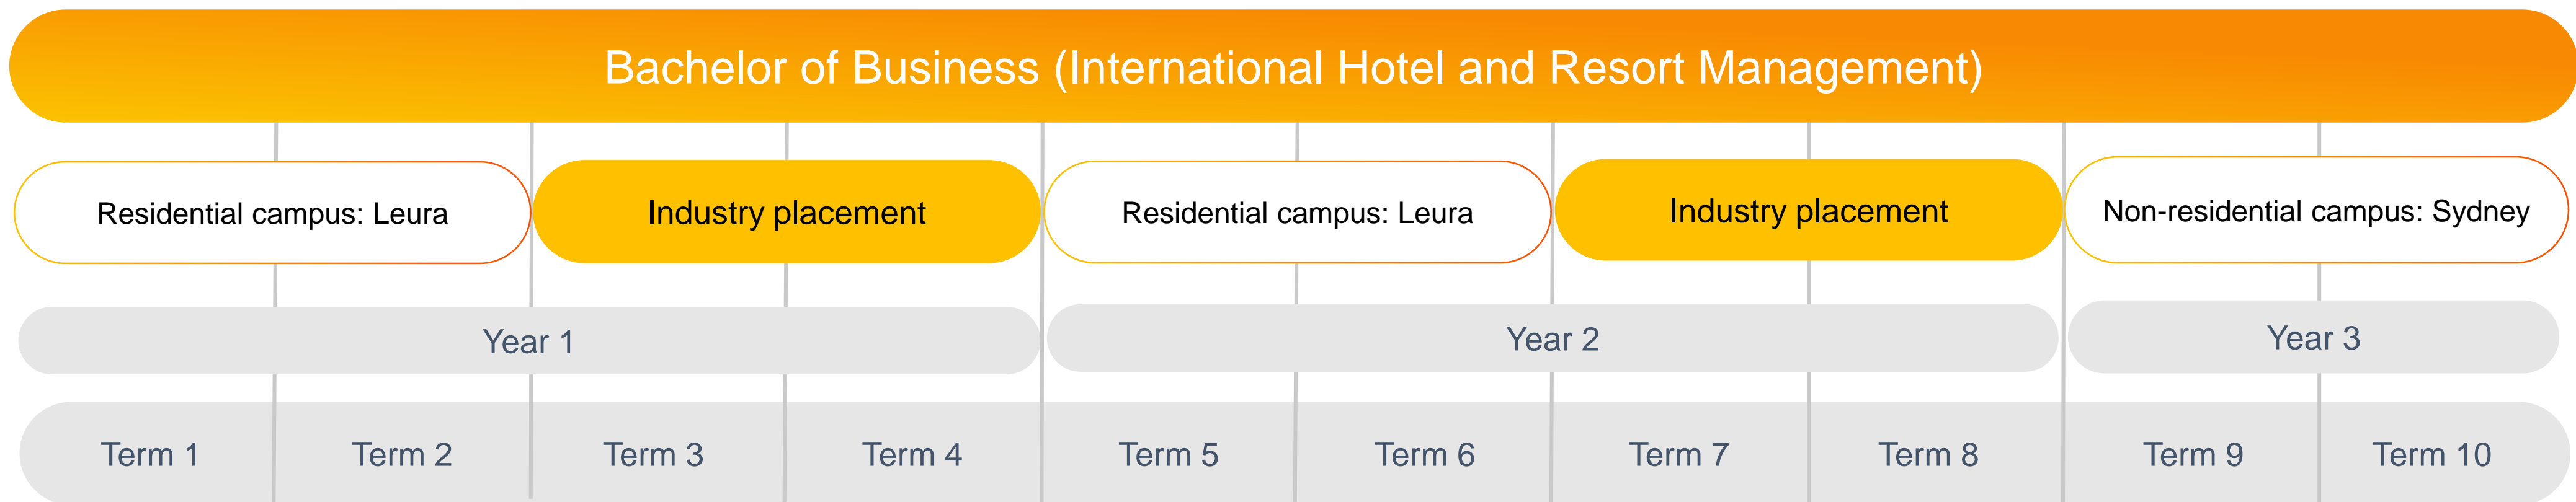 Bachelor of Business (International Hotel and Resort Management)
Residential campus: Leura
Industry placement
Residential campus: Leura
Industry placement
Non-residential campus: Sydney
Year 1
Year 2
Year 3
Term 1
Term 2
Term 3
Term 4
Term 5
Term 6
Term 7
Term 8
Term 9
Term 10